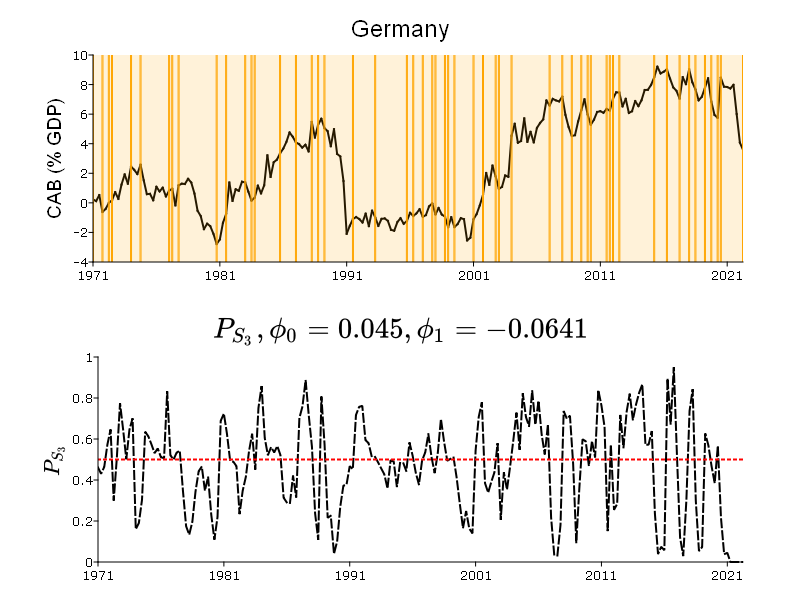 Germany
CAB (% GDP)
10
8
6
4
2
0
−2
−4
1971 1981 1991 2001 2011 2021
P_{S_3}, ϕ_0 = 0.045, ϕ_1 = −0.0641
P_{S_3}
1
0.8
0.6
0.4
0.2
0
1971 1981 1991 2001 2011 2021